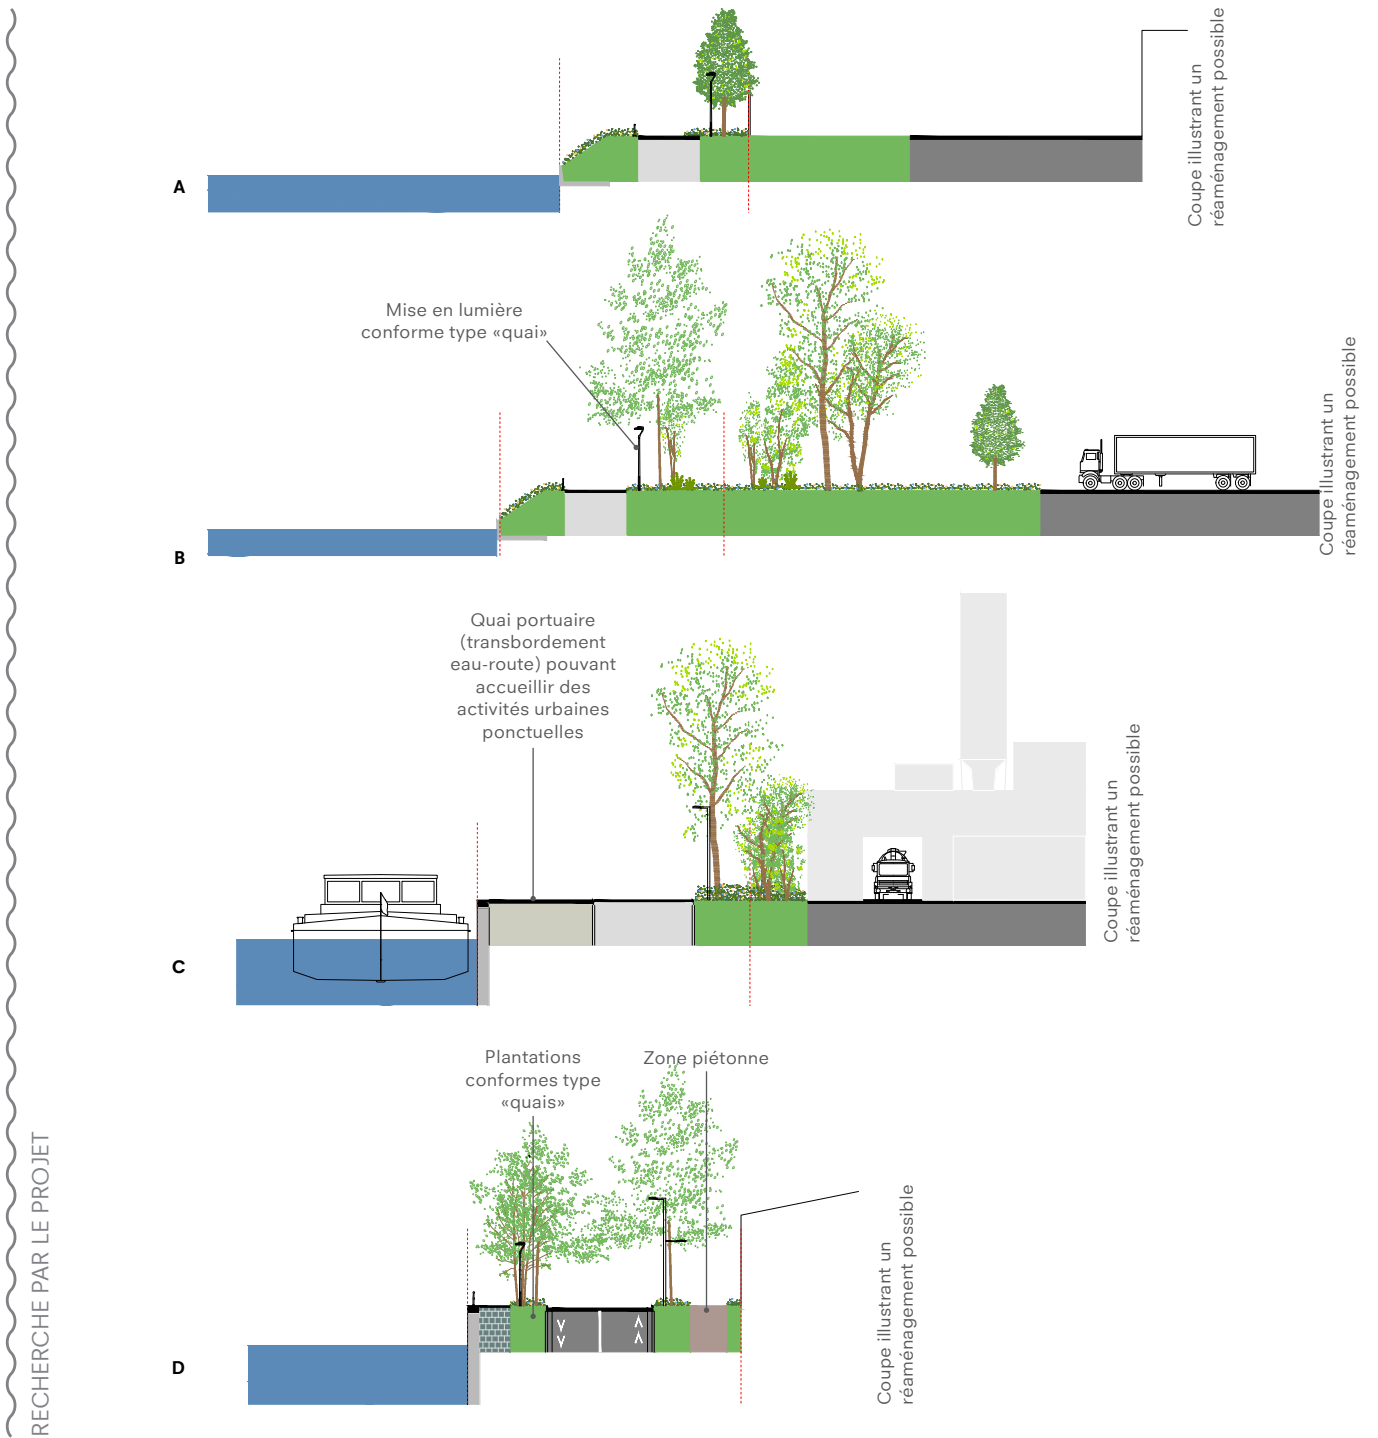 A
Coupe illustrant un
réaménagement possible
Mise en lumière
conforme type «quai»
B
Coupe illustrant un
réaménagement possible
Quai portuaire
(transbordement
eau-route) pouvant
accueillir des
activités urbaines
ponctuelles
C
Coupe illustrant un
réaménagement possible
Plantations
conformes type
«quais»
Zone piétonne
D
Coupe illustrant un
réaménagement possible
RECHERCHE PAR LE PROJET